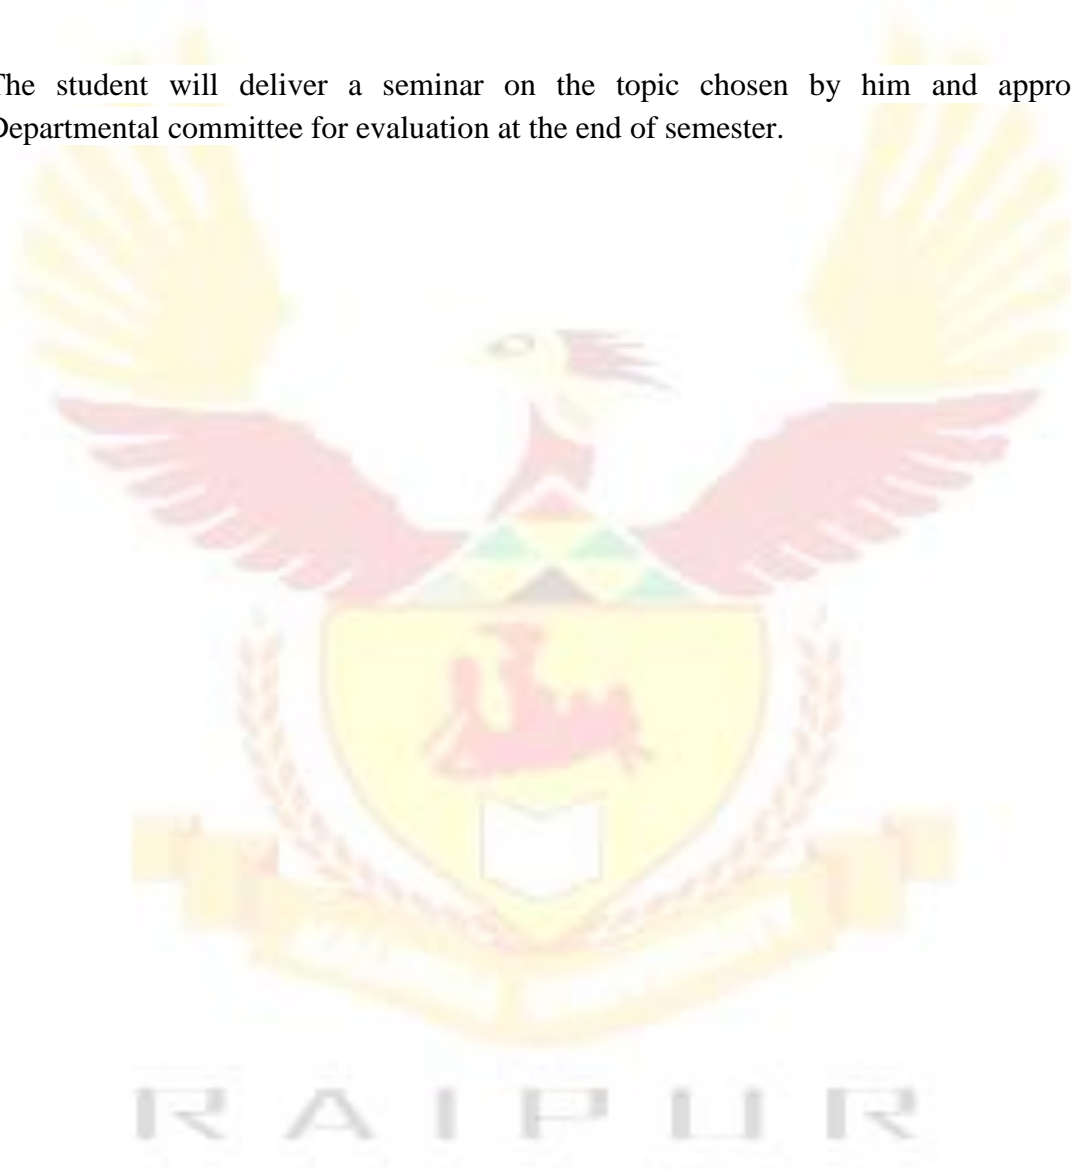 The student will deliver a seminar on the topic chosen by him and appro
Departmental committee for evaluation at the end of semester.
RAIPUR